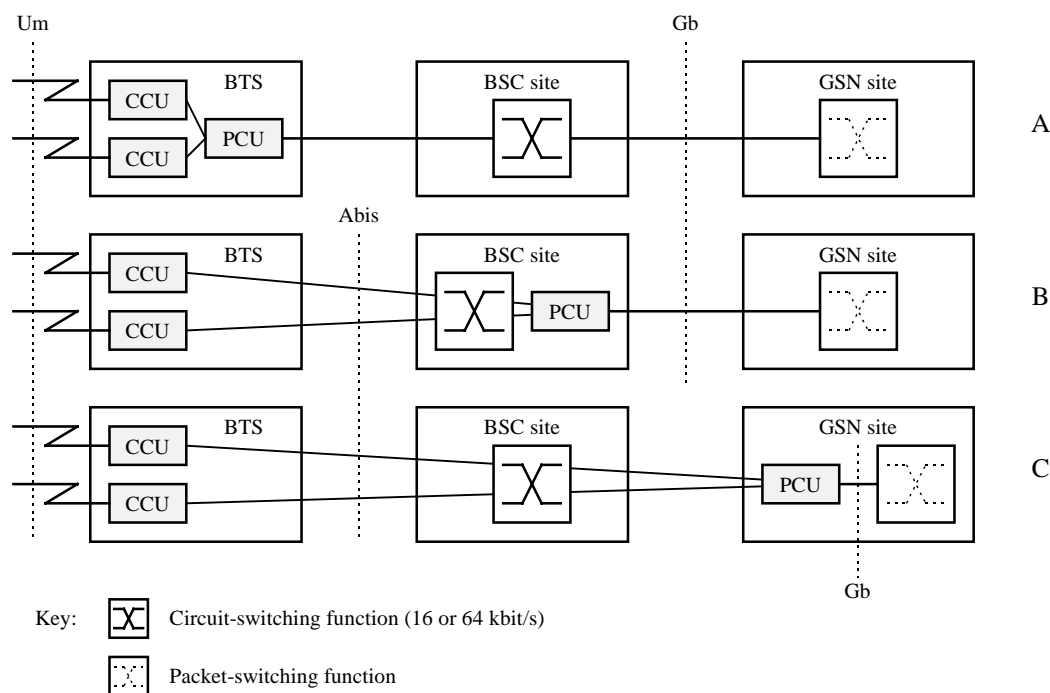 Um
Gb
BTS
BSC site
GSN site
CCU
CCU
PCU
A
Abis
BTS
BSC site
GSN site
CCU
CCU
PCU
B
BTS
BSC site
GSN site
CCU
CCU
PCU
C
Gb
Key:
Circuit-switching function (16 or 64 kbit/s)
Packet-switching function